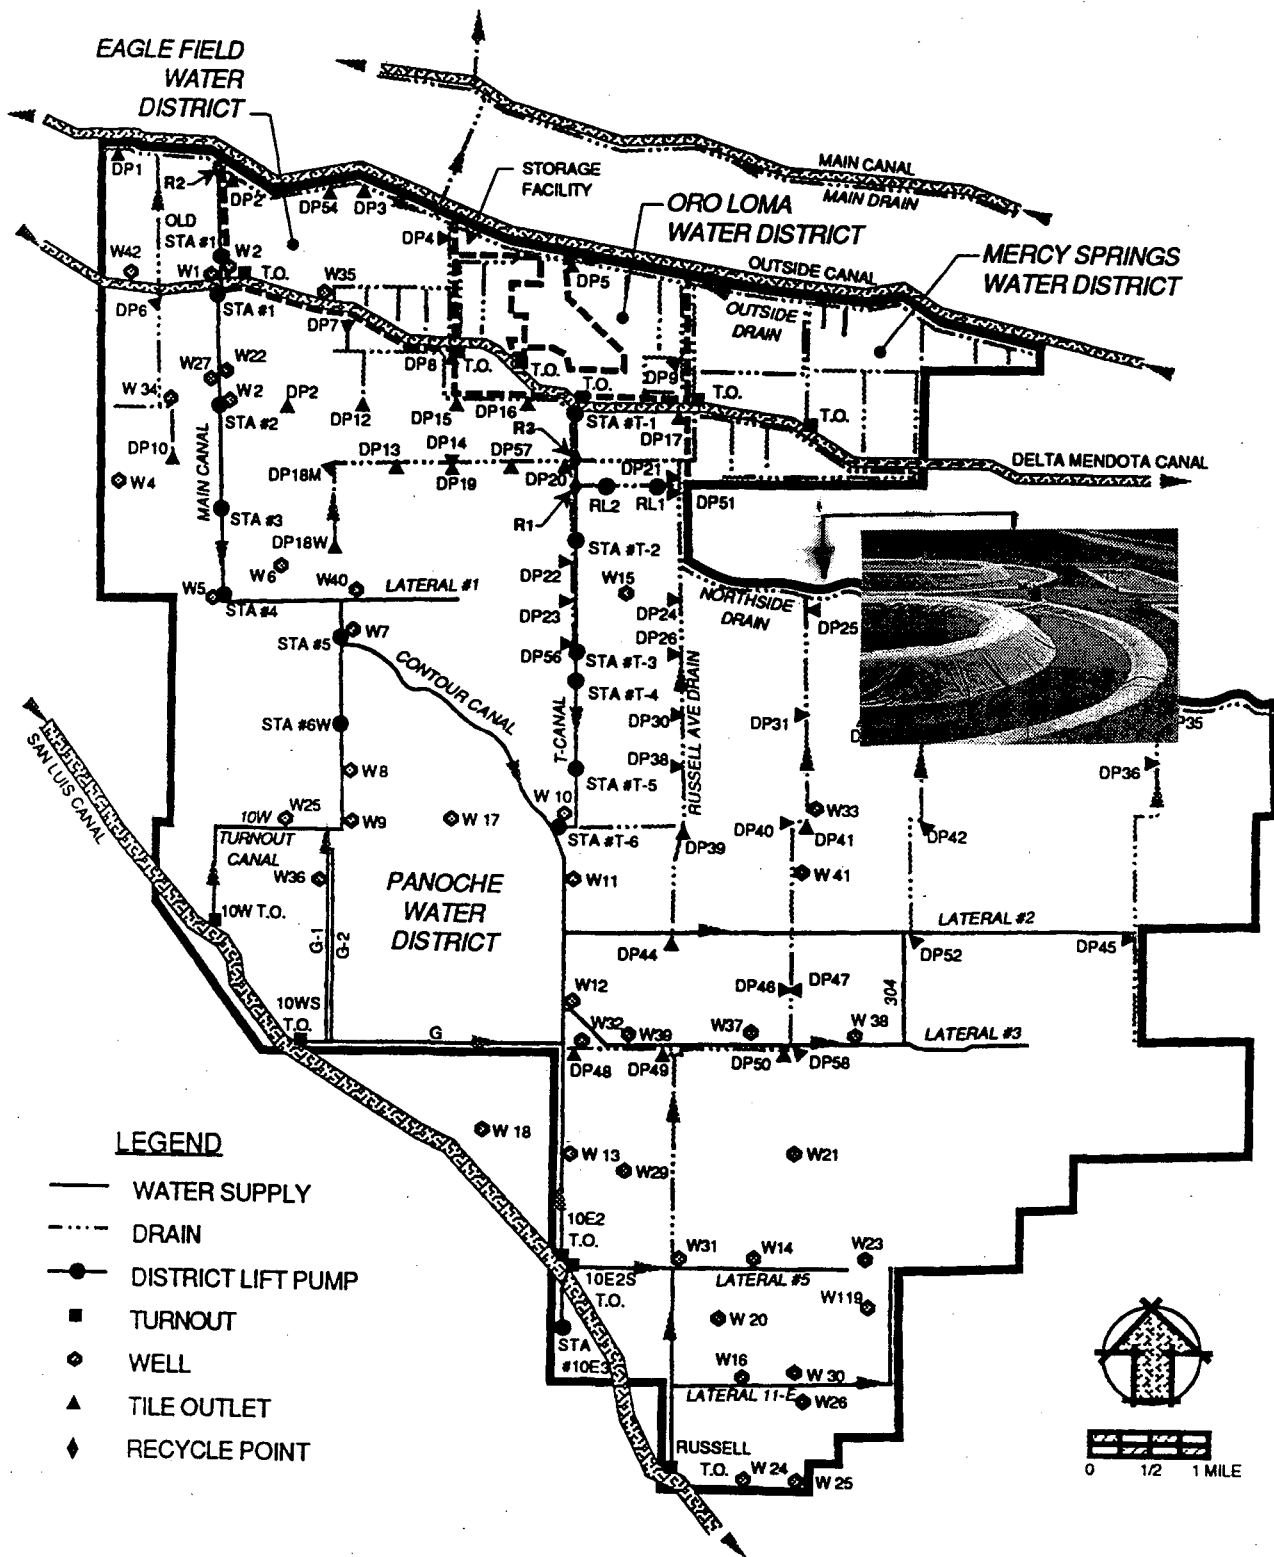 EAGLE FIELD
WATER
DISTRICT
STORAGE
FACILITY
MAIN CANAL
MAIN DRAIN
ORO LOMA
WATER DISTRICT
MERCY SPRINGS
WATER DISTRICT
OUTSIDE CANAL
OUTSIDE
DRAIN
DP1
R2
DP2
DP54
DP3
DP4
DP5
OLD
STA #1
W42
W1
W2
T.O.
W35
DP6
STA #1
DP7
DP8
T.O.
T.O.
T.O.
DP9
T.O.
T.O.
W27
W22
W 34
W2
DP2
STA #2
DP12
DP15
DP16
STA #T-1
DP17
R3
DP10
W4
MAIN CANAL
DP18M
DP13
DP14
DP19
DP57
DP20
DP21
DELTA MENDOTA CANAL
STA #3
RL2
RL1
DP51
R1
DP18W
STA #T-2
W6
W40
DP22
W15
W5
STA #4
LATERAL #1
DP23
DP24
NORTHSIDE
DRAIN
DP25
W7
STA #5
DP56
DP26
STA #T-3
CONTOUR CANAL
STA #T-4
RUSSELL AVE DRAIN
STA #6W
T-CANAL
DP30
DP31
P35
SAN LUIS CANAL
W8
DP38
STA #T-5
DP36
10W
W25
W9
W 17
W 10
W33
TURNOUT
CANAL
STA #T-6
DP39
DP40
DP41
DP42
W36
PANOCHE
WATER
DISTRICT
W11
W 41
10W T.O.
G-1
G-2
LATERAL #2
DP44
DP52
DP45
10WS
T.O.
W12
DP46
DP47
304
G
W32
W39
W37
W 38
LATERAL #3
DP48
DP49
DP50
DP58
W 18
W 13
W29
W21
10E2
T.O.
W31
W14
W23
10E2S
T.O.
LATERAL #5
STA
#10E3
W 20
W119
W16
W 30
LATERAL 11-E
W26
RUSSELL
T.O.
W 24
W 25
LEGEND
WATER SUPPLY
DRAIN
DISTRICT LIFT PUMP
TURNOUT
WELL
TILE OUTLET
RECYCLE POINT
0 1/2 1 MILE